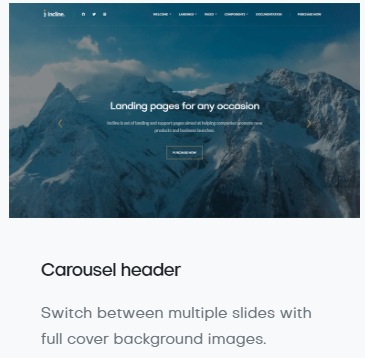 incline.
WELCOME LANDINGS PAGES COMPONENTS DOCUMENTATION PURCHASE NOW
Landing pages for any occasion
Incline is a set of landing and support pages aimed at helping companies promote new
products and business launches.
PURCHASE NOW
Carousel header
Switch between multiple slides with
full cover background images.